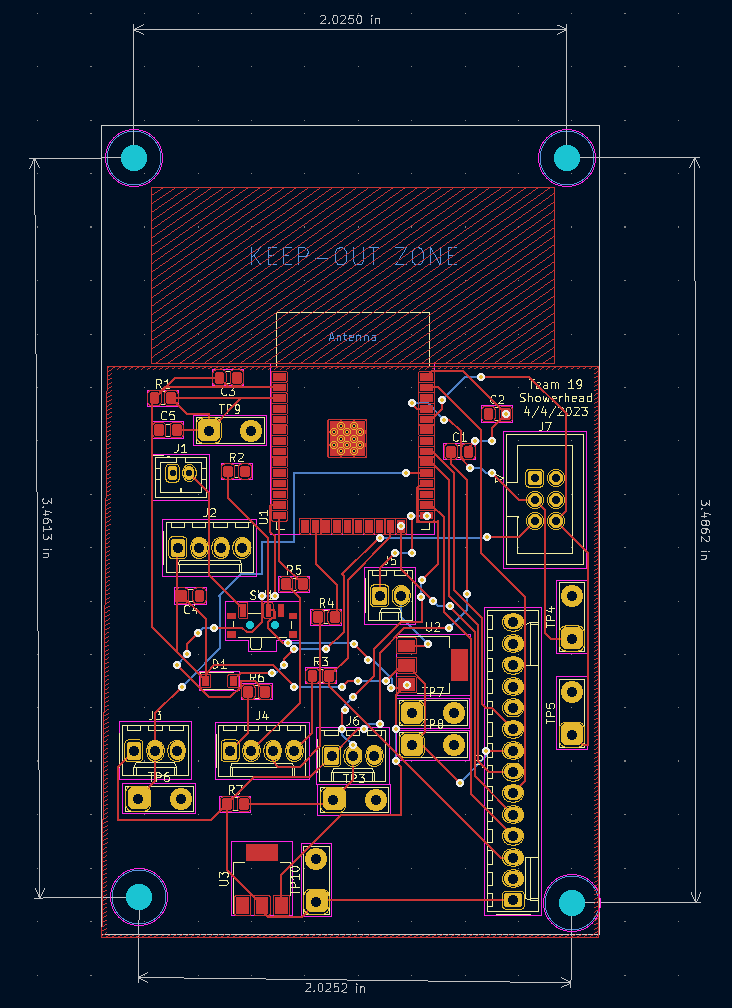 2.0250 in
KEEP-OUT ZONE
Antenna
R1
C3
Team 19
Showerhead
4/4/2023
C2
C5
TP9
J7
C1
J1
R2
3.4613 in
3.4862 in
J2
U1
J5
R5
C4
R4
TP4
U2
D1
R3
R6
TP7
TP5
J3
J4
J6
TP8
TP6
TP3
R7
U3
TP10
2.0252 in